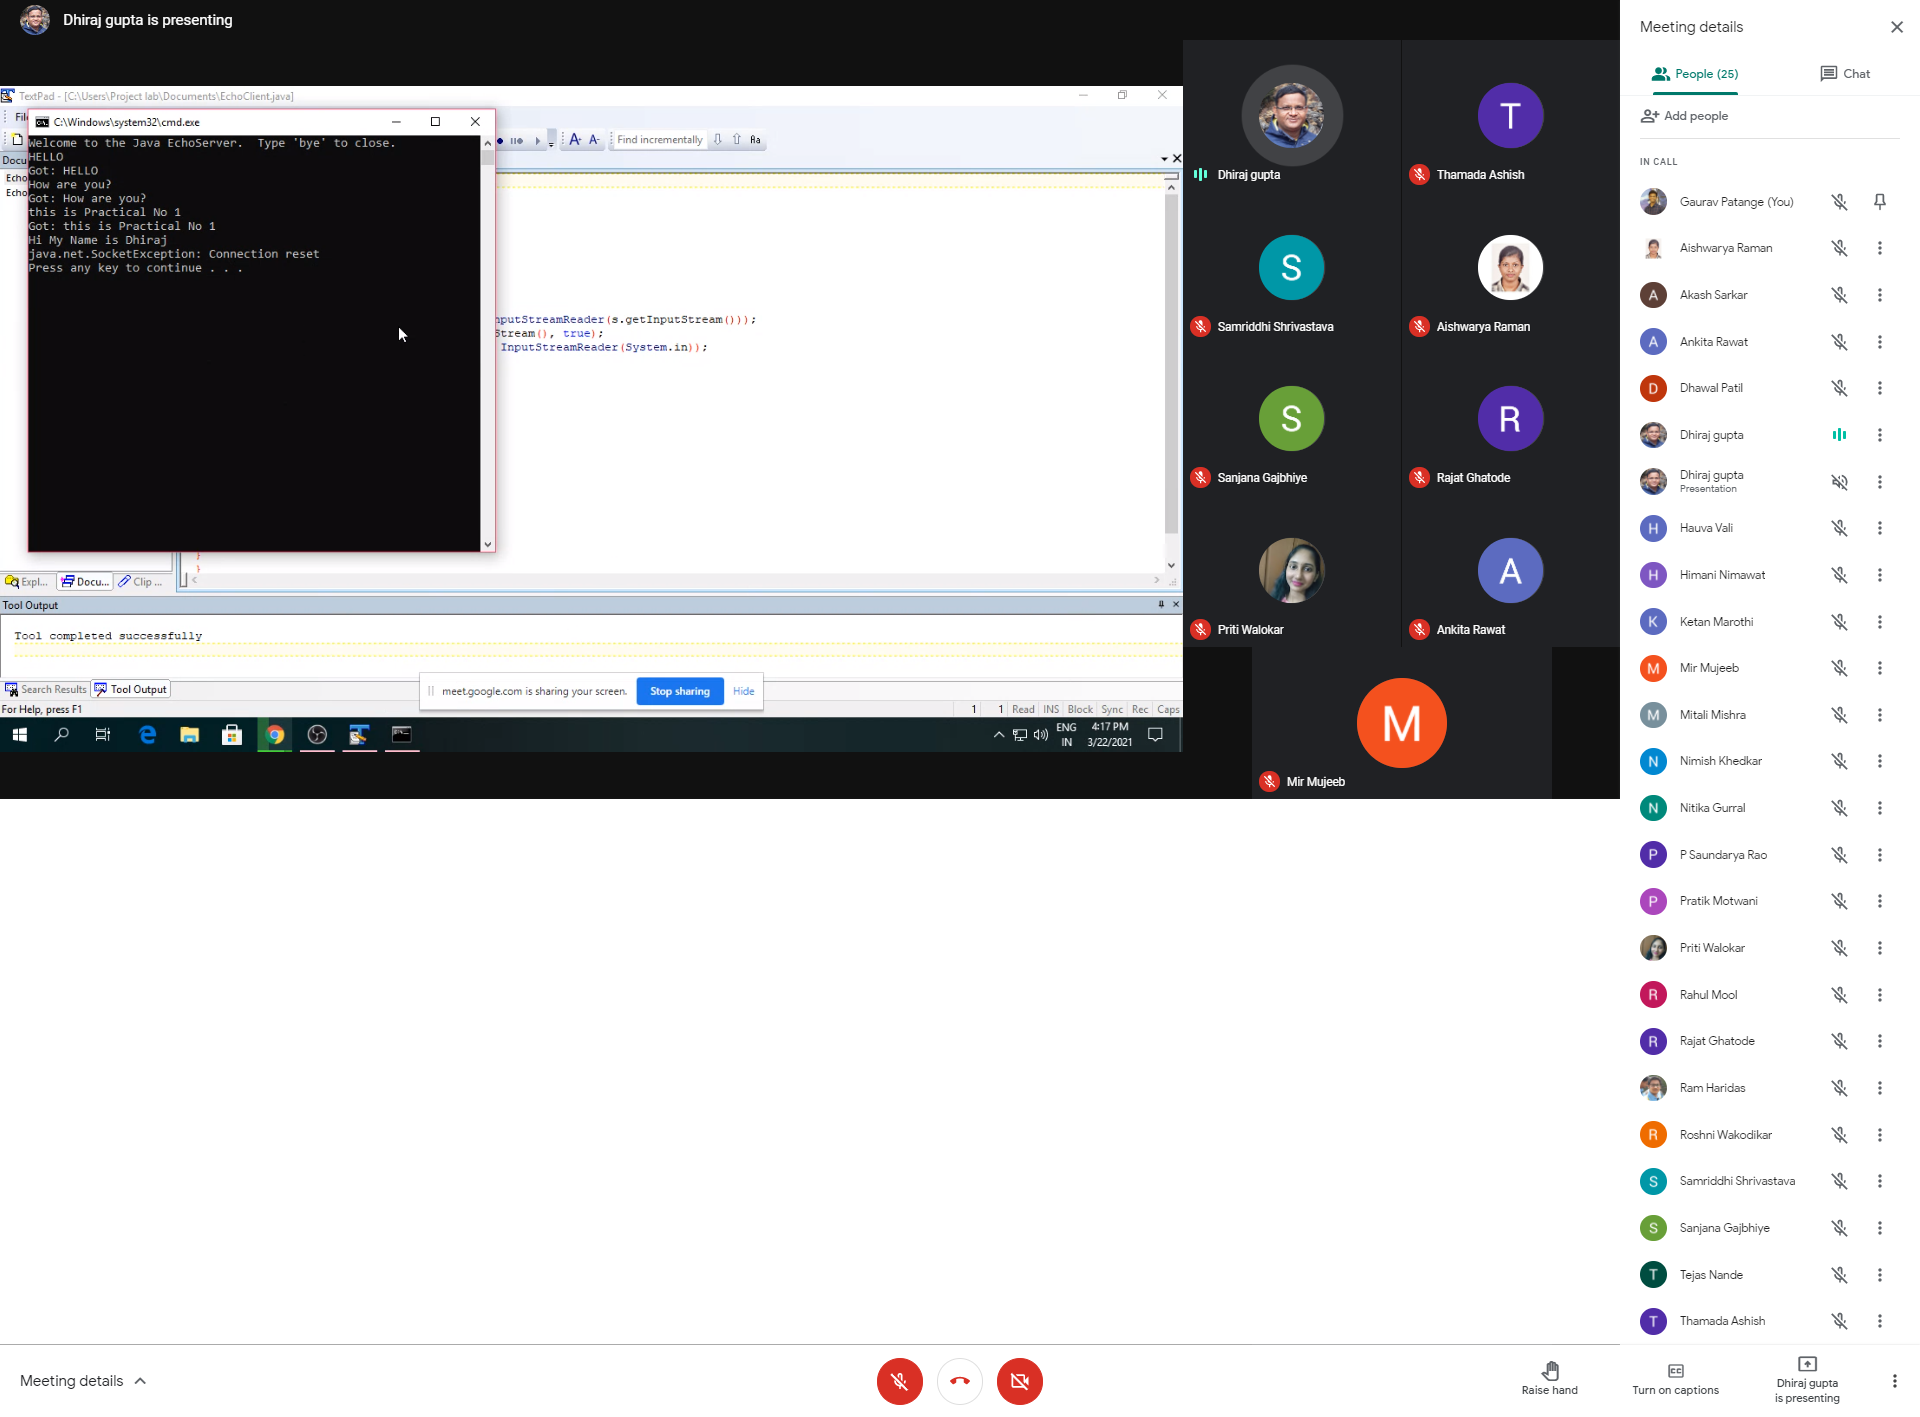 Dhiraj gupta is presenting
TextPad - [C:\Users\Project lab\Documents\EchoClient.java]
C:\Windows\system32\cmd.exe
Find incrementally
Welcome to the Java EchoServer.  Type 'bye' to close.
HELLO
Got: HELLO
How are you?
Got: How are you?
this is Practical No 1
Got: this is Practical No 1
Hi My Name is Dhiraj
java.net.SocketException: Connection reset
Press any key to continue . . .
Docu
Echo
Echo
nputStreamReader(s.getInputStream()));
Stream(), true);
InputStreamReader(System.in));
}
}
Expl...
Docu...
Clip ...
Tool Output
Tool completed successfully
Search Results
Tool Output
meet.google.com is sharing your screen.
Stop sharing
Hide
For Help, press F1
1
1
Read
INS
Block
Sync
Rec
Caps
ENG
IN
4:17 PM
3/22/2021
Dhiraj gupta
T
Thamada Ashish
S
Samriddhi Shrivastava
Aishwarya Raman
S
Sanjana Gajbhiye
R
Rajat Ghatode
Priti Walokar
A
Ankita Rawat
M
Mir Mujeeb
Meeting details
People (25)
Chat
Add people
IN CALL
Gaurav Patange (You)
Aishwarya Raman
A Akash Sarkar
A Ankita Rawat
D Dhawal Patil
Dhiraj gupta
Dhiraj gupta
Presentation
H Hauva Vali
H Himani Nimawat
K Ketan Marothi
M Mir Mujeeb
M Mitali Mishra
N Nimish Khedkar
N Nitika Gurral
P P Saundarya Rao
P Pratik Motwani
Priti Walokar
R Rahul Mool
R Rajat Ghatode
Ram Haridas
R Roshni Wakodikar
S Samriddhi Shrivastava
S Sanjana Gajbhiye
T Tejas Nande
T Thamada Ashish
Meeting details
Raise hand
Turn on captions
Dhiraj gupta
is presenting